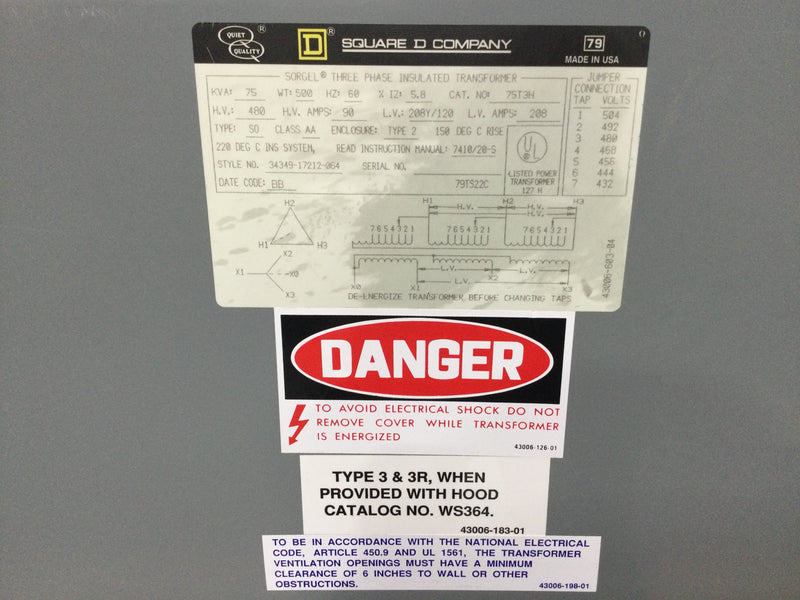 QUIET QUALITY ®
D SQUARE D COMPANY
79
MADE IN USA
SORGEL® THREE PHASE INSULATED TRANSFORMER
KVA: 75 WT: 500 HZ: 60 % IZ: 5.8 CAT. NO: 75T3H
H.V.: 480 H.V. AMPS: 90 L.V.: 208Y/120 L.V. AMPS: 208
TYPE: SO CLASS AA ENCLOSURE: TYPE 2 150 DEG C RISE
220 DEG C INS SYSTEM, READ INSTRUCTION MANUAL: 7410/20-S
STYLE NO. 34349-17212-064 SERIAL NO.
DATE CODE: BB 79TS22C
UL
LISTED POWER
TRANSFORMER
127 H
JUMPER
CONNECTION
TAP VOLTS
1 504
2 492
3 480
4 468
5 456
6 444
7 432
H2
H1 H3
X1 X0
X2
X3
H1 H2 H3
H.V. H.V.
H.V.
7654321 7654321 7654321
L.V. L.V.
L.V.
X0 X1 X2 X3
DE-ENERGIZE TRANSFORMER BEFORE CHANGING TAPS
43006-603-04
DANGER
TO AVOID ELECTRICAL SHOCK DO NOT
REMOVE COVER WHILE TRANSFORMER
IS ENERGIZED
43006-126-01
TYPE 3 & 3R, WHEN
PROVIDED WITH HOOD
CATALOG NO. WS364.
43006-183-01
TO BE IN ACCORDANCE WITH THE NATIONAL ELECTRICAL
CODE, ARTICLE 450.9 AND UL 1561, THE TRANSFORMER
VENTILATION OPENINGS MUST HAVE A MINIMUM
CLEARANCE OF 6 INCHES TO WALL OR OTHER
OBSTRUCTIONS.
43006-198-01